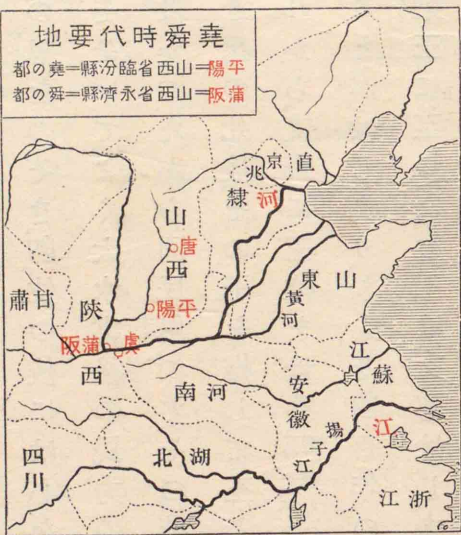 堯舜時代要地
平陽=山西省臨汾縣=堯の都
蒲阪=山西省永濟縣=舜の都
直隸
京兆
河
山西
唐
平陽
山東
黃河
甘肅
陝西
虞
蒲阪
河南
江蘇
安徽
揚子江
江
湖北
四川
浙江